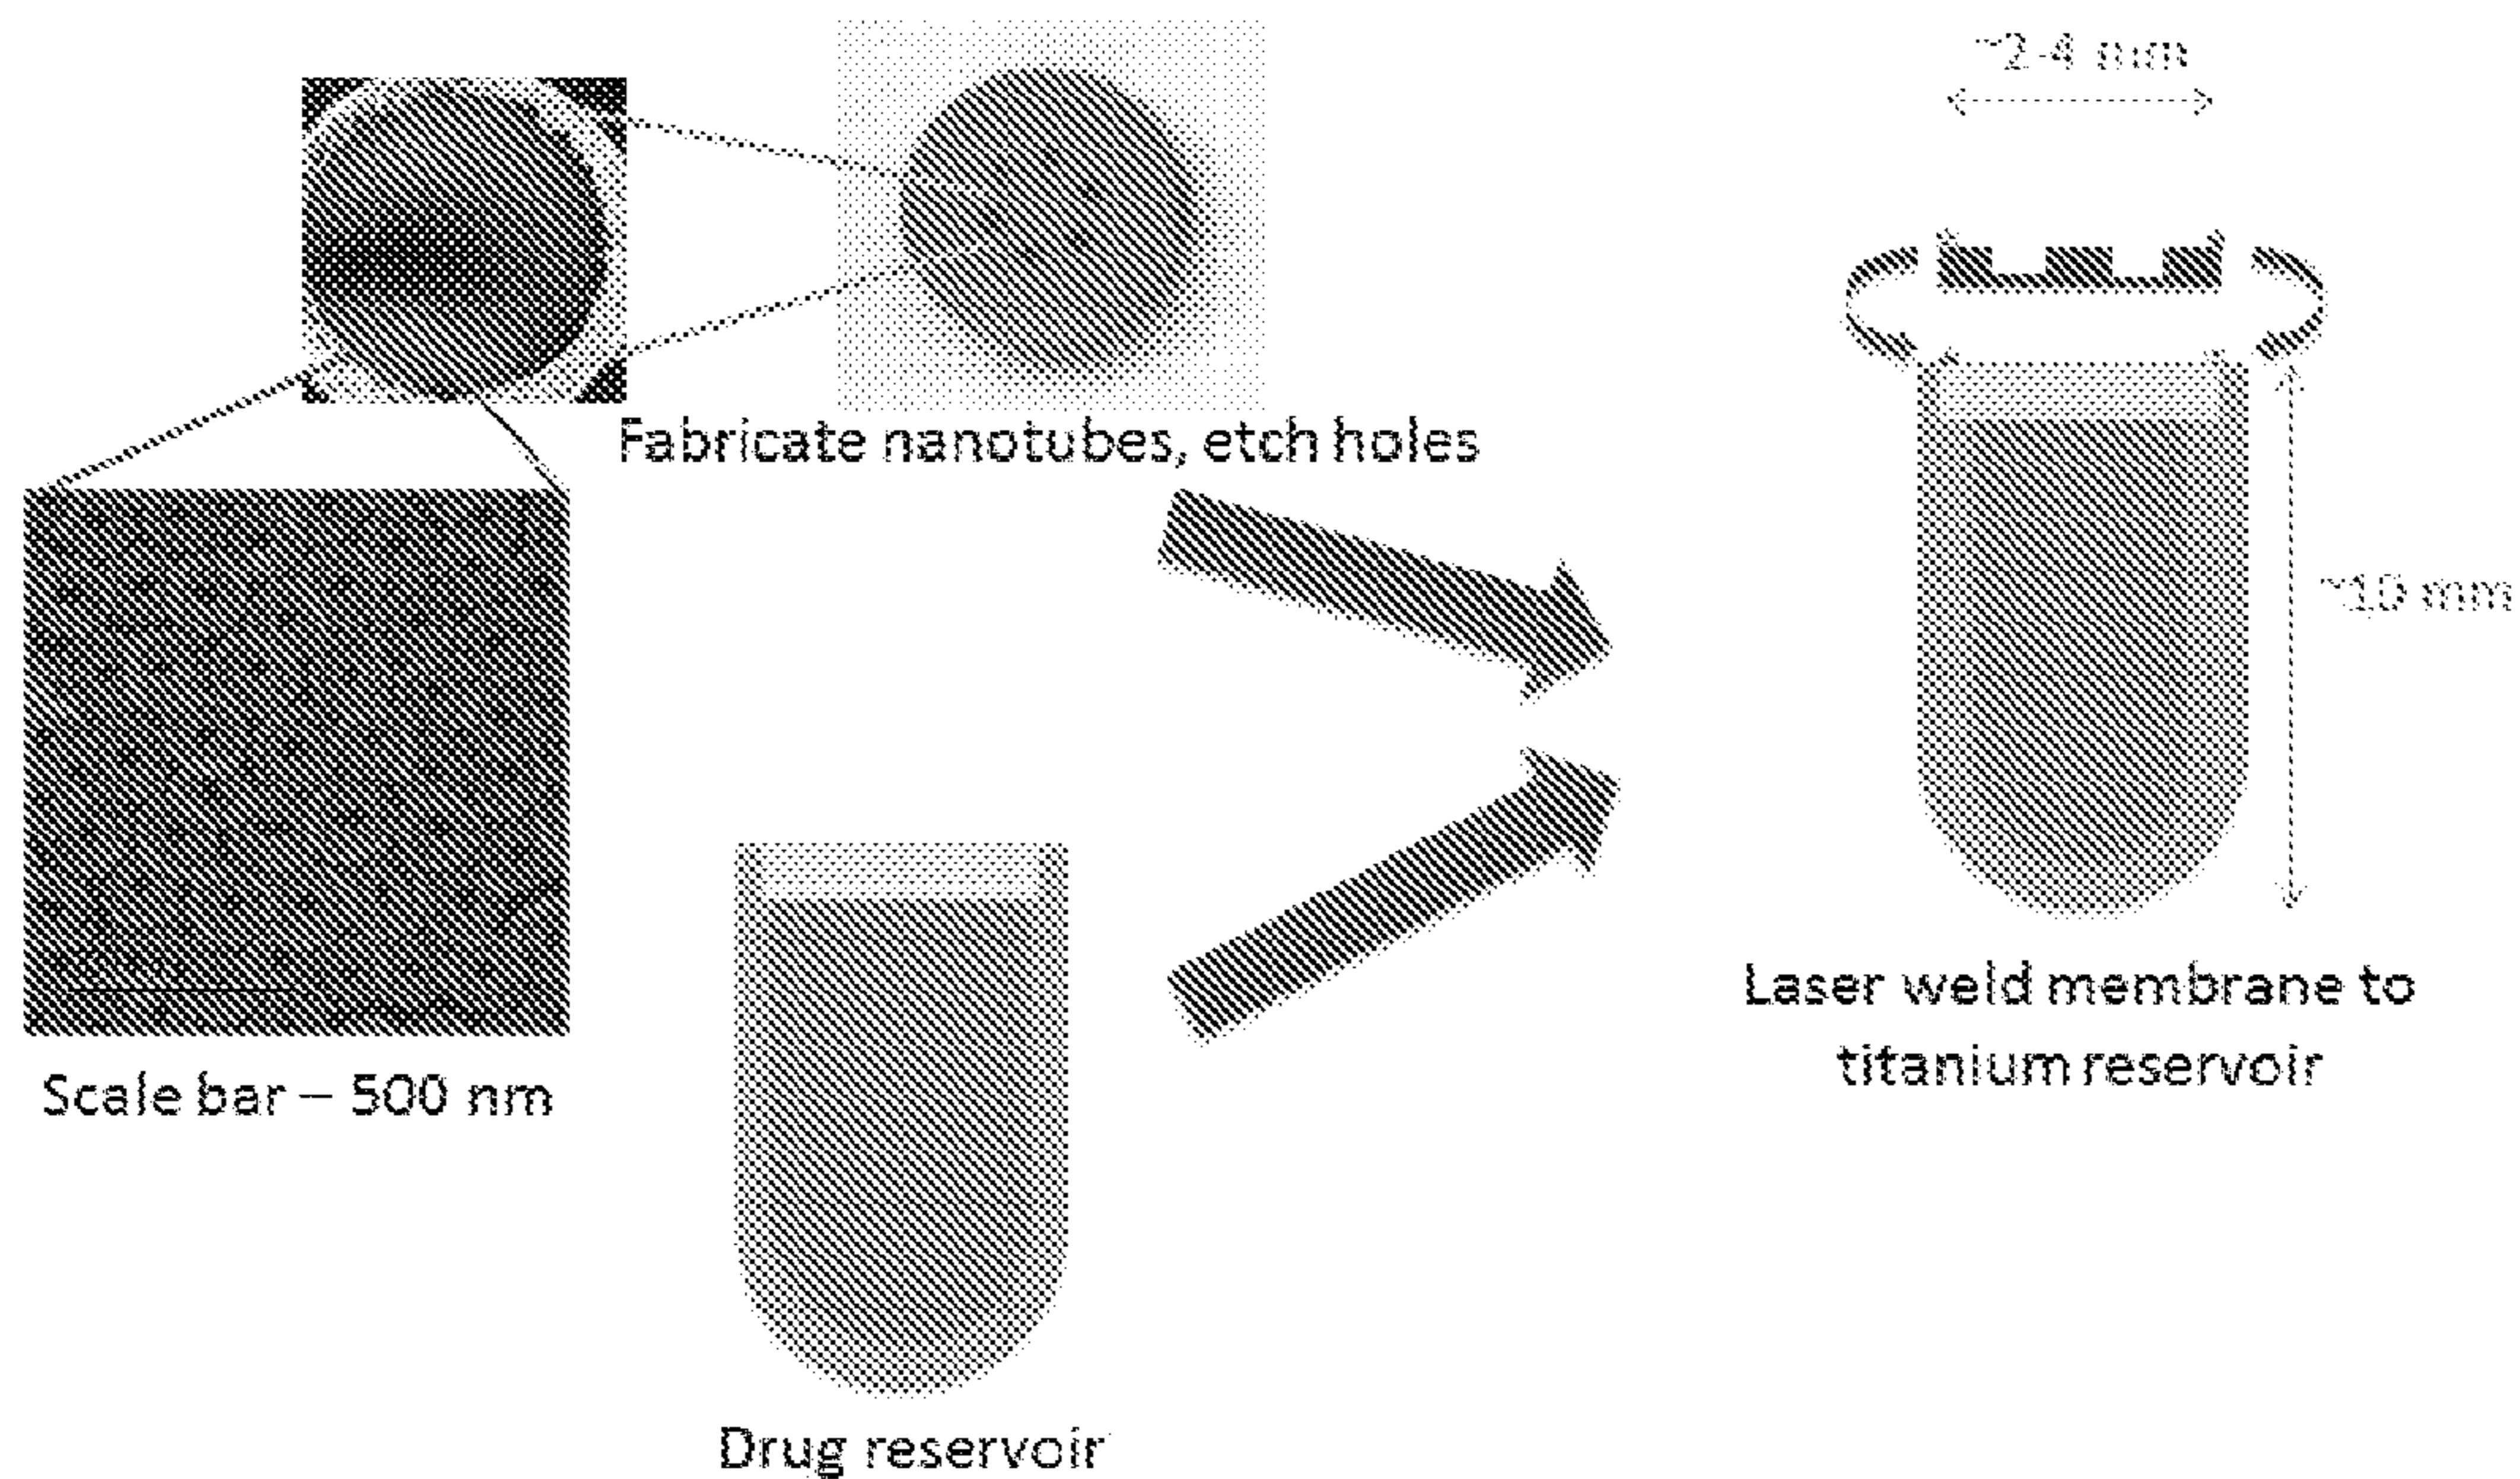 ~2-4 mm
Fabricate nanotubes, etch holes
~10 mm
Laser weld membrane to
titanium reservoir
Scale bar – 500 nm
Drug reservoir